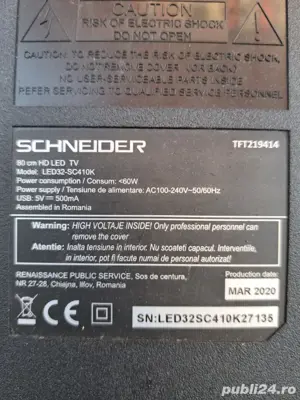 CAUTION
RISK OF ELECTRIC SHOCK
DO NOT OPEN
CAUTION: TO REDUCE THE RISK OF ELECTRIC SHOCK,
DO NOT REMOVE COVER (OR BACK).
NO USER-SERVICEABLE PARTS INSIDE
REFER SERVICING TO QUALIFIED SERVICE PERSONNEL
SCHNEIDER
TFT219414
80 cm HD LED TV
Model: LED32-SC410K
Power consumption / Consum: <60W
Power supply / Tensiune de alimentare: AC100-240V~50/60Hz
USB: 5V ⎓ 500mA
Assembled in Romania
Warning: HIGH VOLTAJE INSIDE! Only professional personnel can
remove the cover
Atentie: Inalta tensiune in interior. Nu scoateti capacul. Interventiile,
in interior, pot fi facute numai de personal autorizat!
RENAISSANCE PUBLIC SERVICE, Sos de centura,
NR 27-28, Chiajna, Ilfov, Romania
Production date:
MAR 2020
CE
SN:LED32SC410K27135
publi24.ro